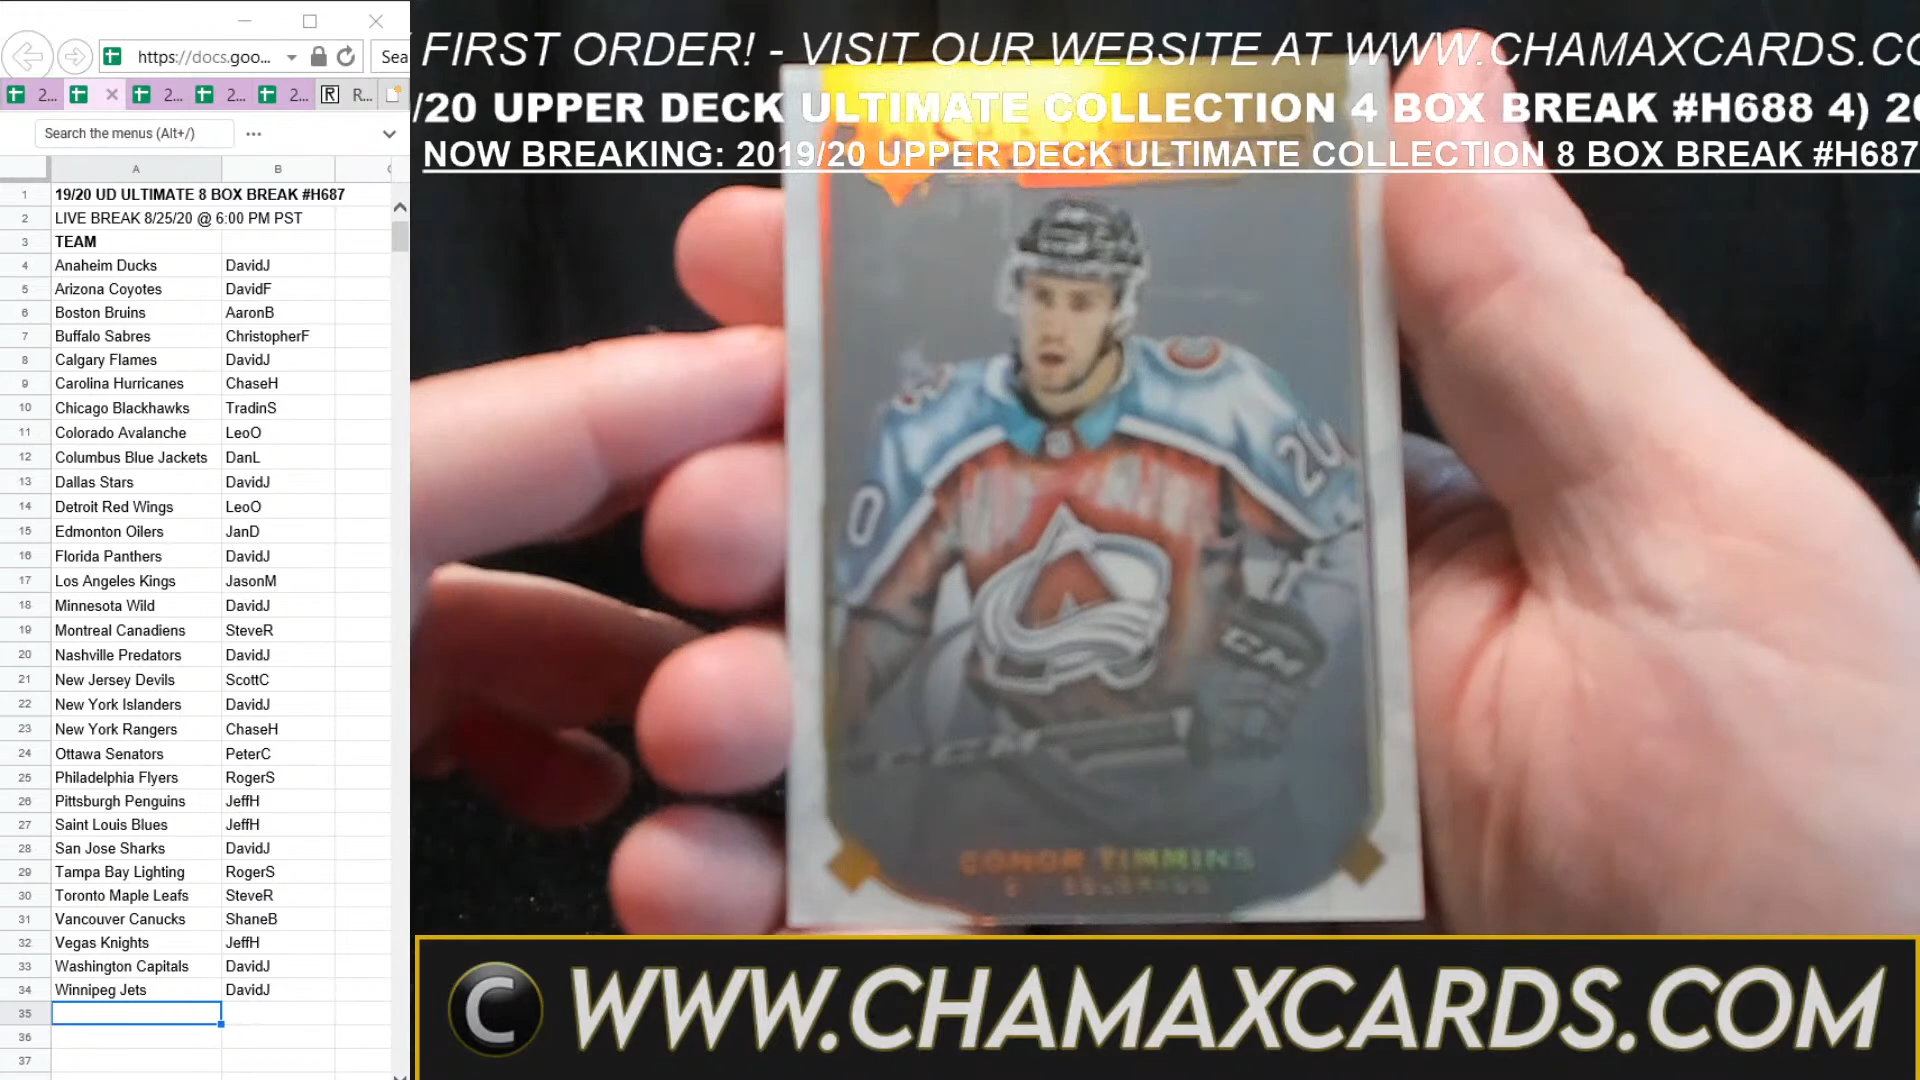 https://docs.goo...
Sea
2...
2...
2...
2...
R R...
Search the menus (Alt+/)
...
A B
1 19/20 UD ULTIMATE 8 BOX BREAK #H687
2 LIVE BREAK 8/25/20 @ 6:00 PM PST
3 TEAM
4 Anaheim Ducks DavidJ
5 Arizona Coyotes DavidF
6 Boston Bruins AaronB
7 Buffalo Sabres ChristopherF
8 Calgary Flames DavidJ
9 Carolina Hurricanes ChaseH
10 Chicago Blackhawks TradinS
11 Colorado Avalanche LeoO
12 Columbus Blue Jackets DanL
13 Dallas Stars DavidJ
14 Detroit Red Wings LeoO
15 Edmonton Oilers JanD
16 Florida Panthers DavidJ
17 Los Angeles Kings JasonM
18 Minnesota Wild DavidJ
19 Montreal Canadiens SteveR
20 Nashville Predators DavidJ
21 New Jersey Devils ScottC
22 New York Islanders DavidJ
23 New York Rangers ChaseH
24 Ottawa Senators PeterC
25 Philadelphia Flyers RogerS
26 Pittsburgh Penguins JeffH
27 Saint Louis Blues JeffH
28 San Jose Sharks DavidJ
29 Tampa Bay Lighting RogerS
30 Toronto Maple Leafs SteveR
31 Vancouver Canucks ShaneB
32 Vegas Knights JeffH
33 Washington Capitals DavidJ
34 Winnipeg Jets DavidJ
35
36
37
FIRST ORDER! - VISIT OUR WEBSITE AT WWW.CHAMAXCARDS.CO
/20 UPPER DECK ULTIMATE COLLECTION 4 BOX BREAK #H688 4) 20
NOW BREAKING: 2019/20 UPPER DECK ULTIMATE COLLECTION 8 BOX BREAK #H687
24
0
CCM
CCM
CONOR TIMMINS
C WWW.CHAMAXCARDS.COM